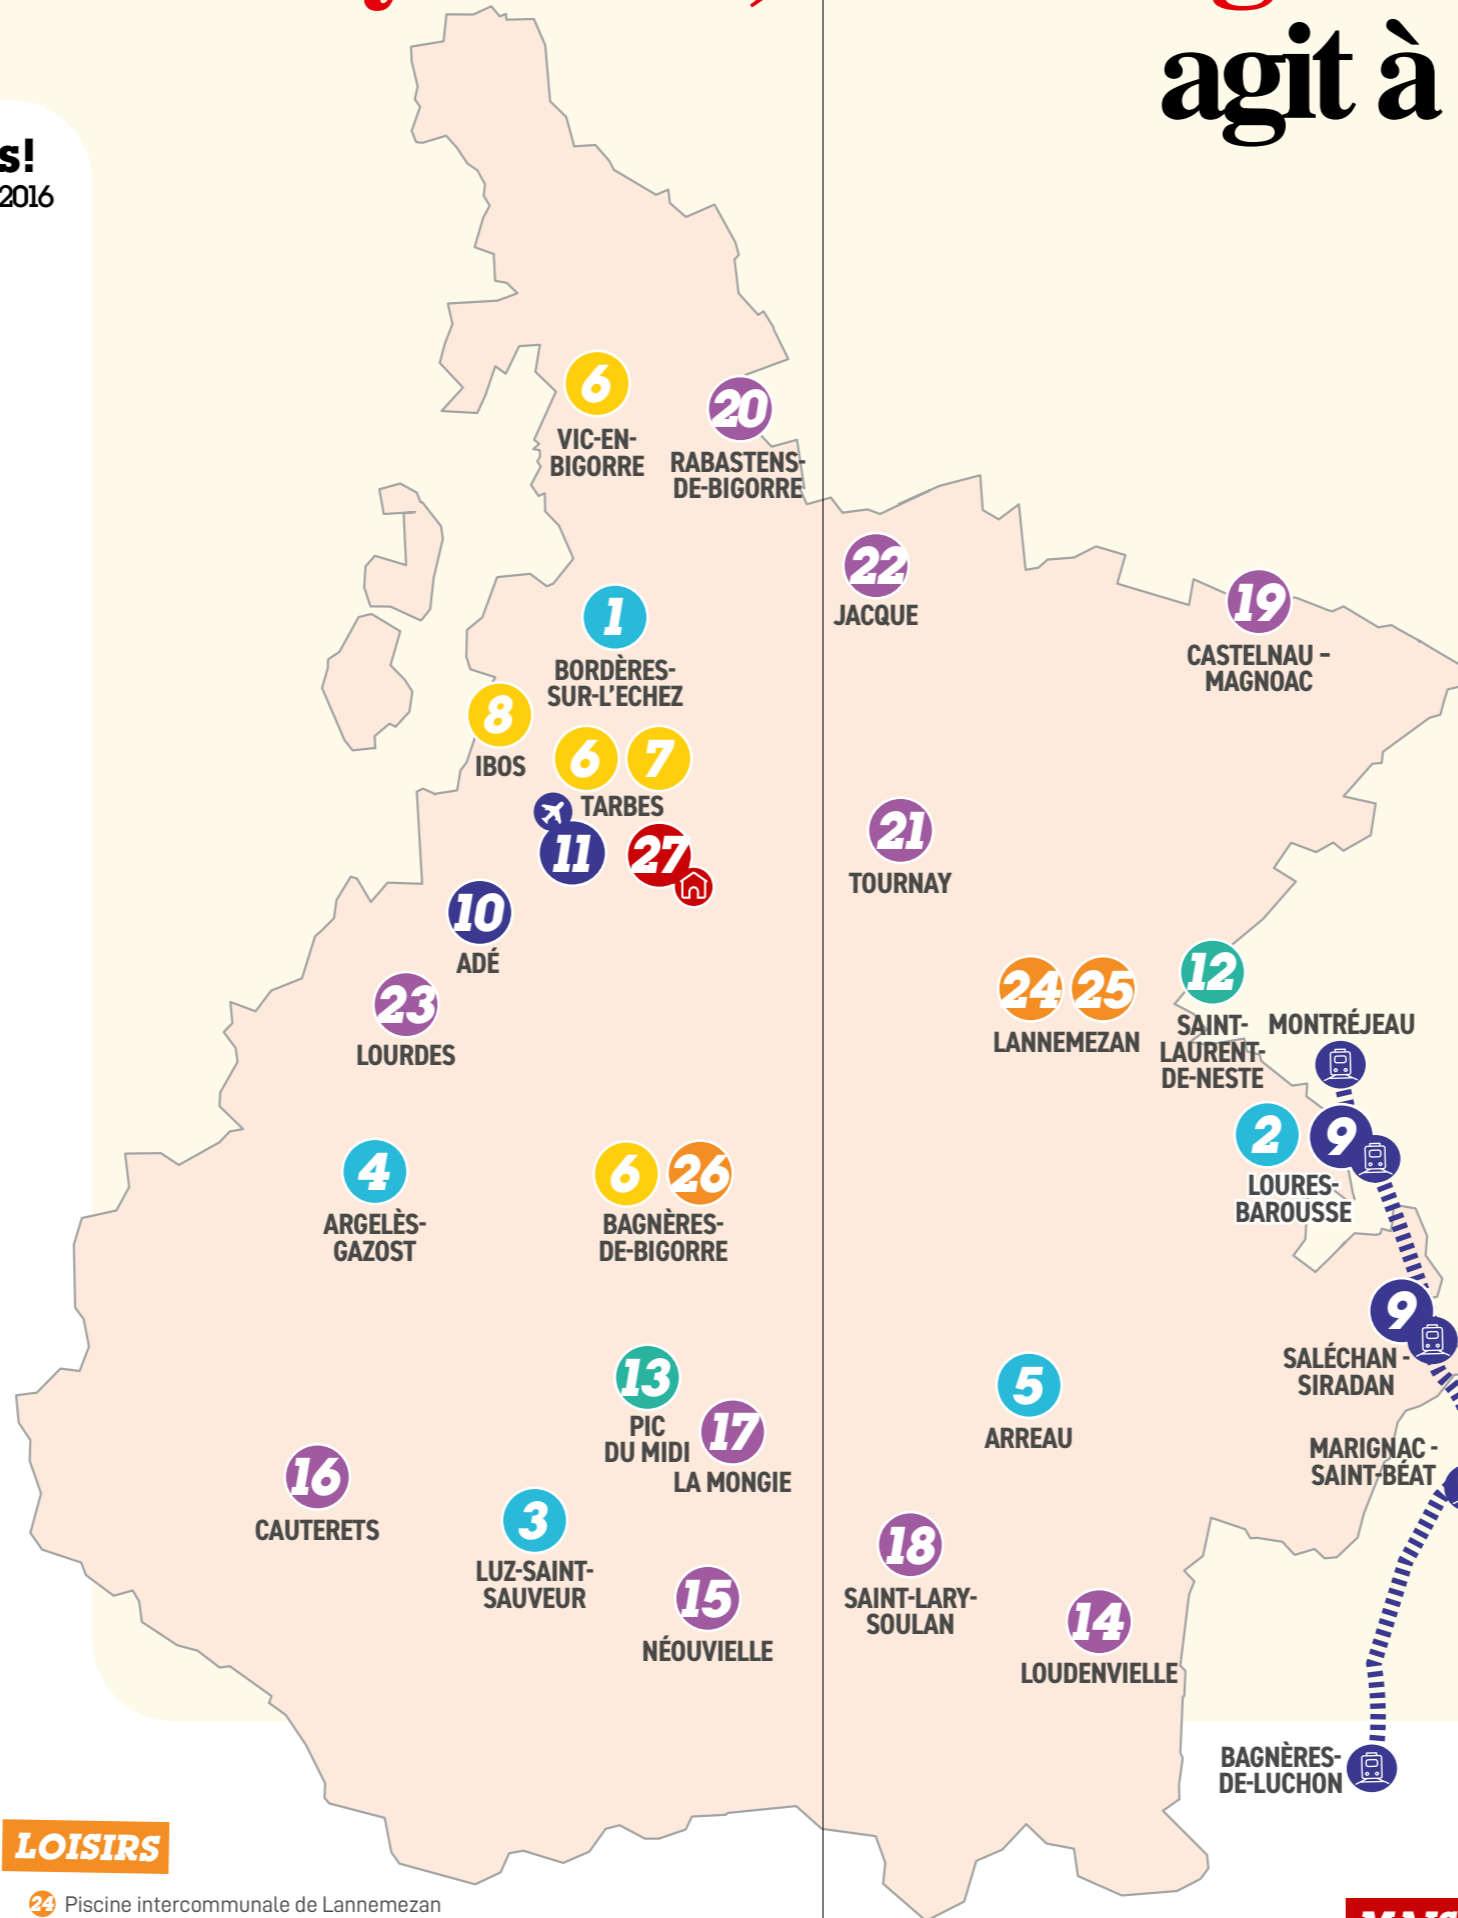 agit à
s!
2016
6
VIC-EN-
BIGORRE
20
RABASTENS-
DE-BIGORRE
22
JACQUE
19
CASTELNAU –
MAGNOAC
1
BORDÈRES-
SUR-L'ECHEZ
8
IBOS
6 7
TARBES
11 27
21
TOURNAY
10
ADÉ
23
LOURDES
24 25
LANNEMEZAN
12
SAINT-
LAURENT-
DE-NESTE
MONTRÉJEAU
2 9
LOURES-
BAROUSSE
4
ARGELÈS-
GAZOST
6 26
BAGNÈRES-
DE-BIGORRE
9
SALÉCHAN -
SIRADAN
13
PIC
DU MIDI
17
LA MONGIE
5
ARREAU
MARIGNAC -
SAINT-BÉAT
16
CAUTERETS
3
LUZ-SAINT-
SAUVEUR
15
NÉOUVIELLE
18
SAINT-LARY-
SOULAN
14
LOUDENVIELLE
BAGNÈRES-
DE-LUCHON
LOISIRS
24 Piscine intercommunale de Lannemezan